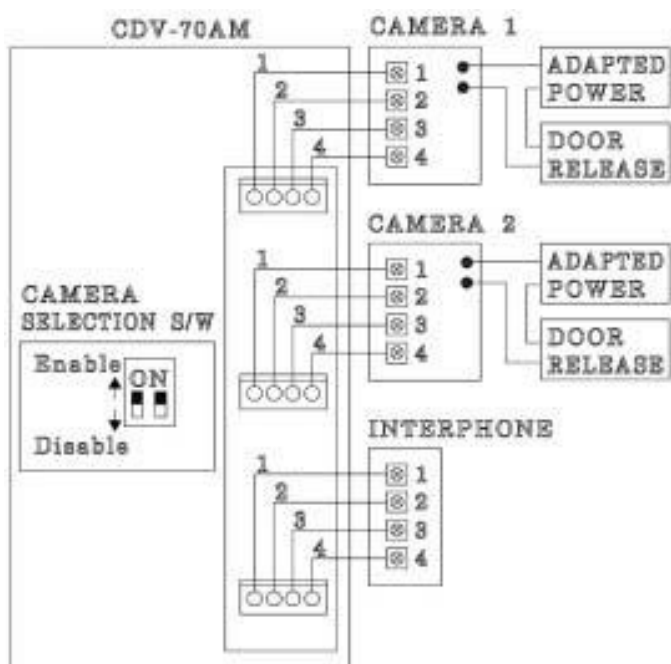 CDV-70AM
CAMERA 1
1
2
3
4
1
2
3
4
ADAPTED
POWER
DOOR
RELEASE
CAMERA 2
1
2
3
4
1
2
3
4
ADAPTED
POWER
DOOR
RELEASE
CAMERA
SELECTION S/W
Enable
ON
Disable
INTERPHONE
1
2
3
4
1
2
3
4